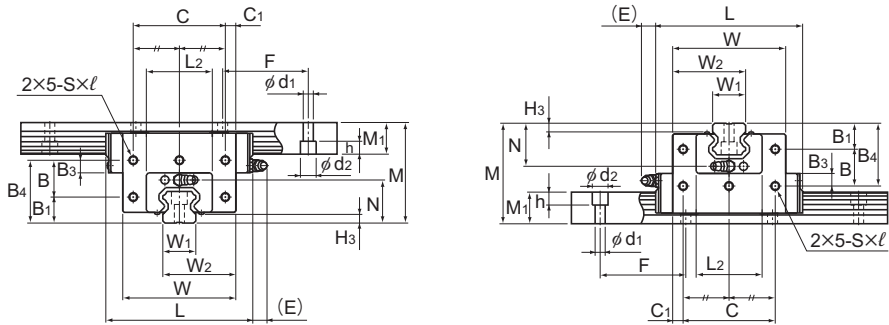 C C1
L2 F
φd1
2×5-S×ℓ
h M1
φd2 M
B4 B3 B
B1 N
H3
W1
W2
W (E)
L
(E) L
W
W2
W1
H3
N
B1
B3 B4
B
φd2
M
M1 h
φd1
2×5-S×ℓ
F L2
C1 C